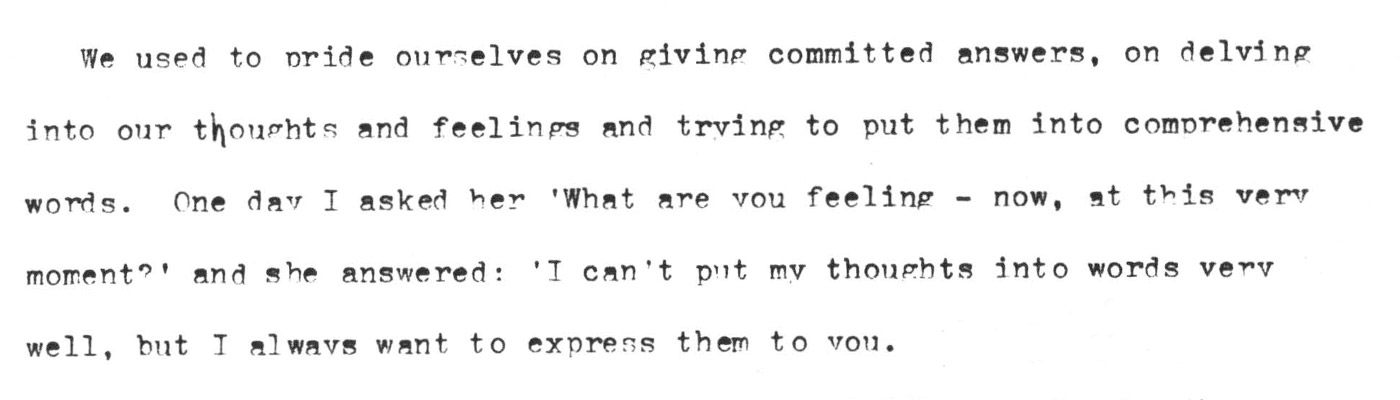 We used to pride ourselves on giving committed answers, on delving
into our thoughts and feelings and trying to put them into comprehensive
words. One day I asked her 'What are you feeling - now, at this very
moment?' and she answered: 'I can't put my thoughts into words very
well, but I always want to express them to you.